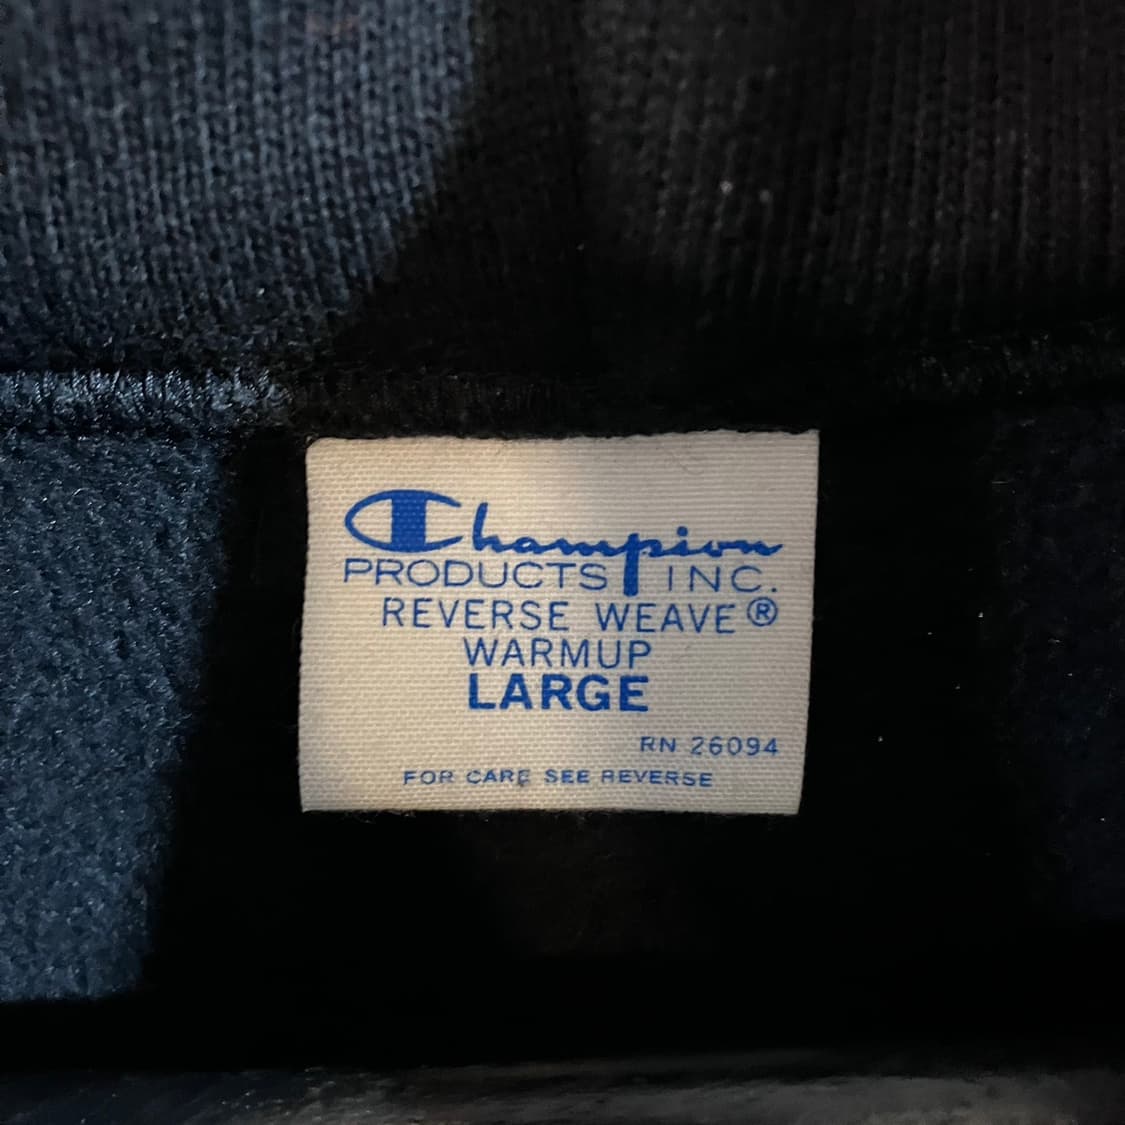 Champion
PRODUCTS INC.
REVERSE WEAVE®
WARMUP
LARGE
RN 26094
FOR CARE SEE REVERSE